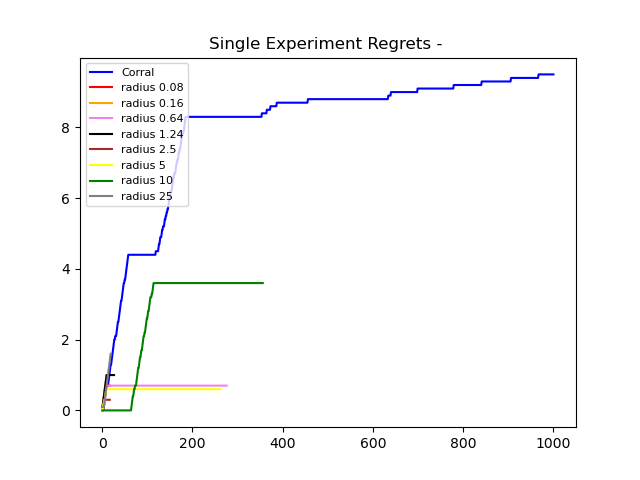 Single Experiment Regrets -
Corral
radius 0.08
radius 0.16
radius 0.64
radius 1.24
radius 2.5
radius 5
radius 10
radius 25
8
6
4
2
0
0 200 400 600 800 1000